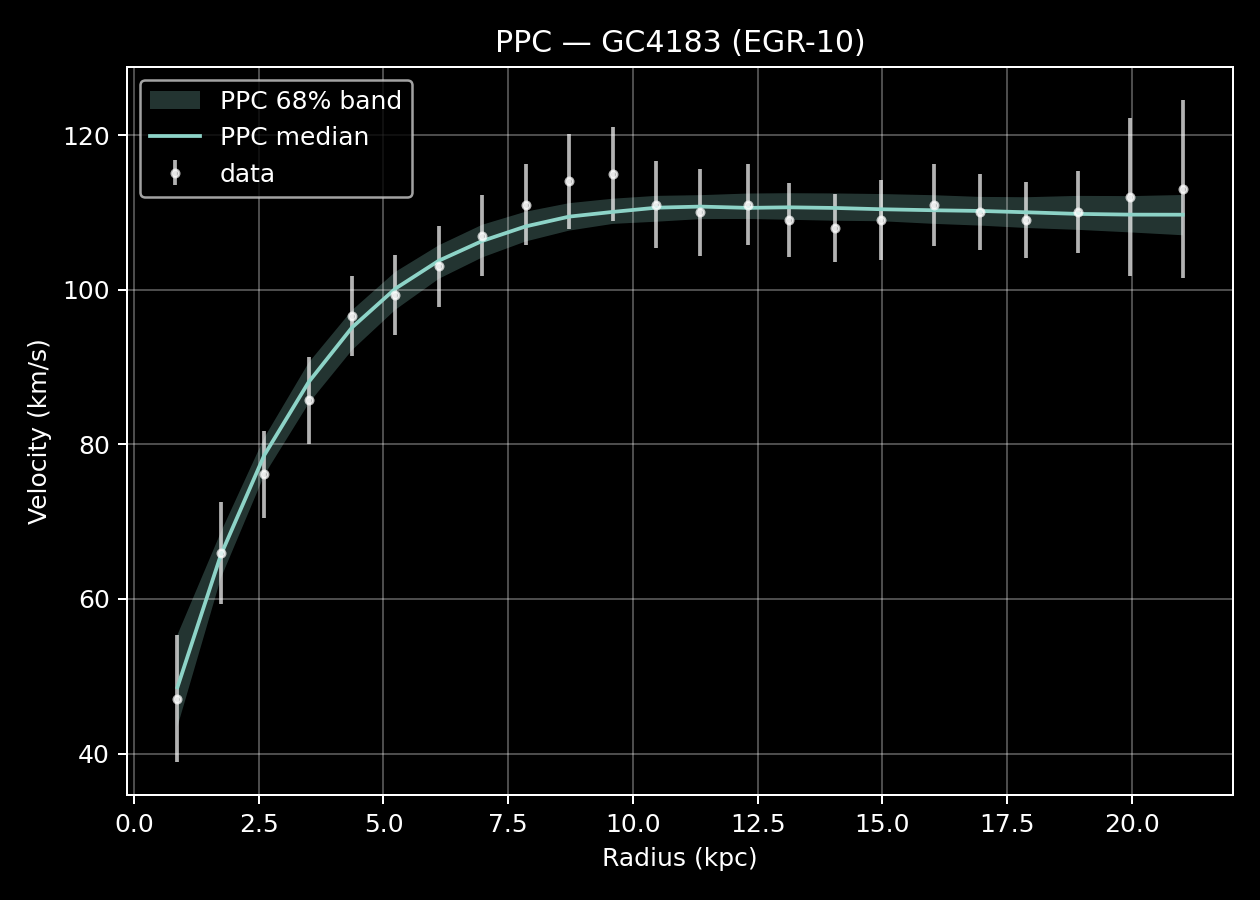 PPC — GC4183 (EGR-10)
PPC 68% band
PPC median
data
120
100
80
60
40
Velocity (km/s)
0.0 2.5 5.0 7.5 10.0 12.5 15.0 17.5 20.0
Radius (kpc)